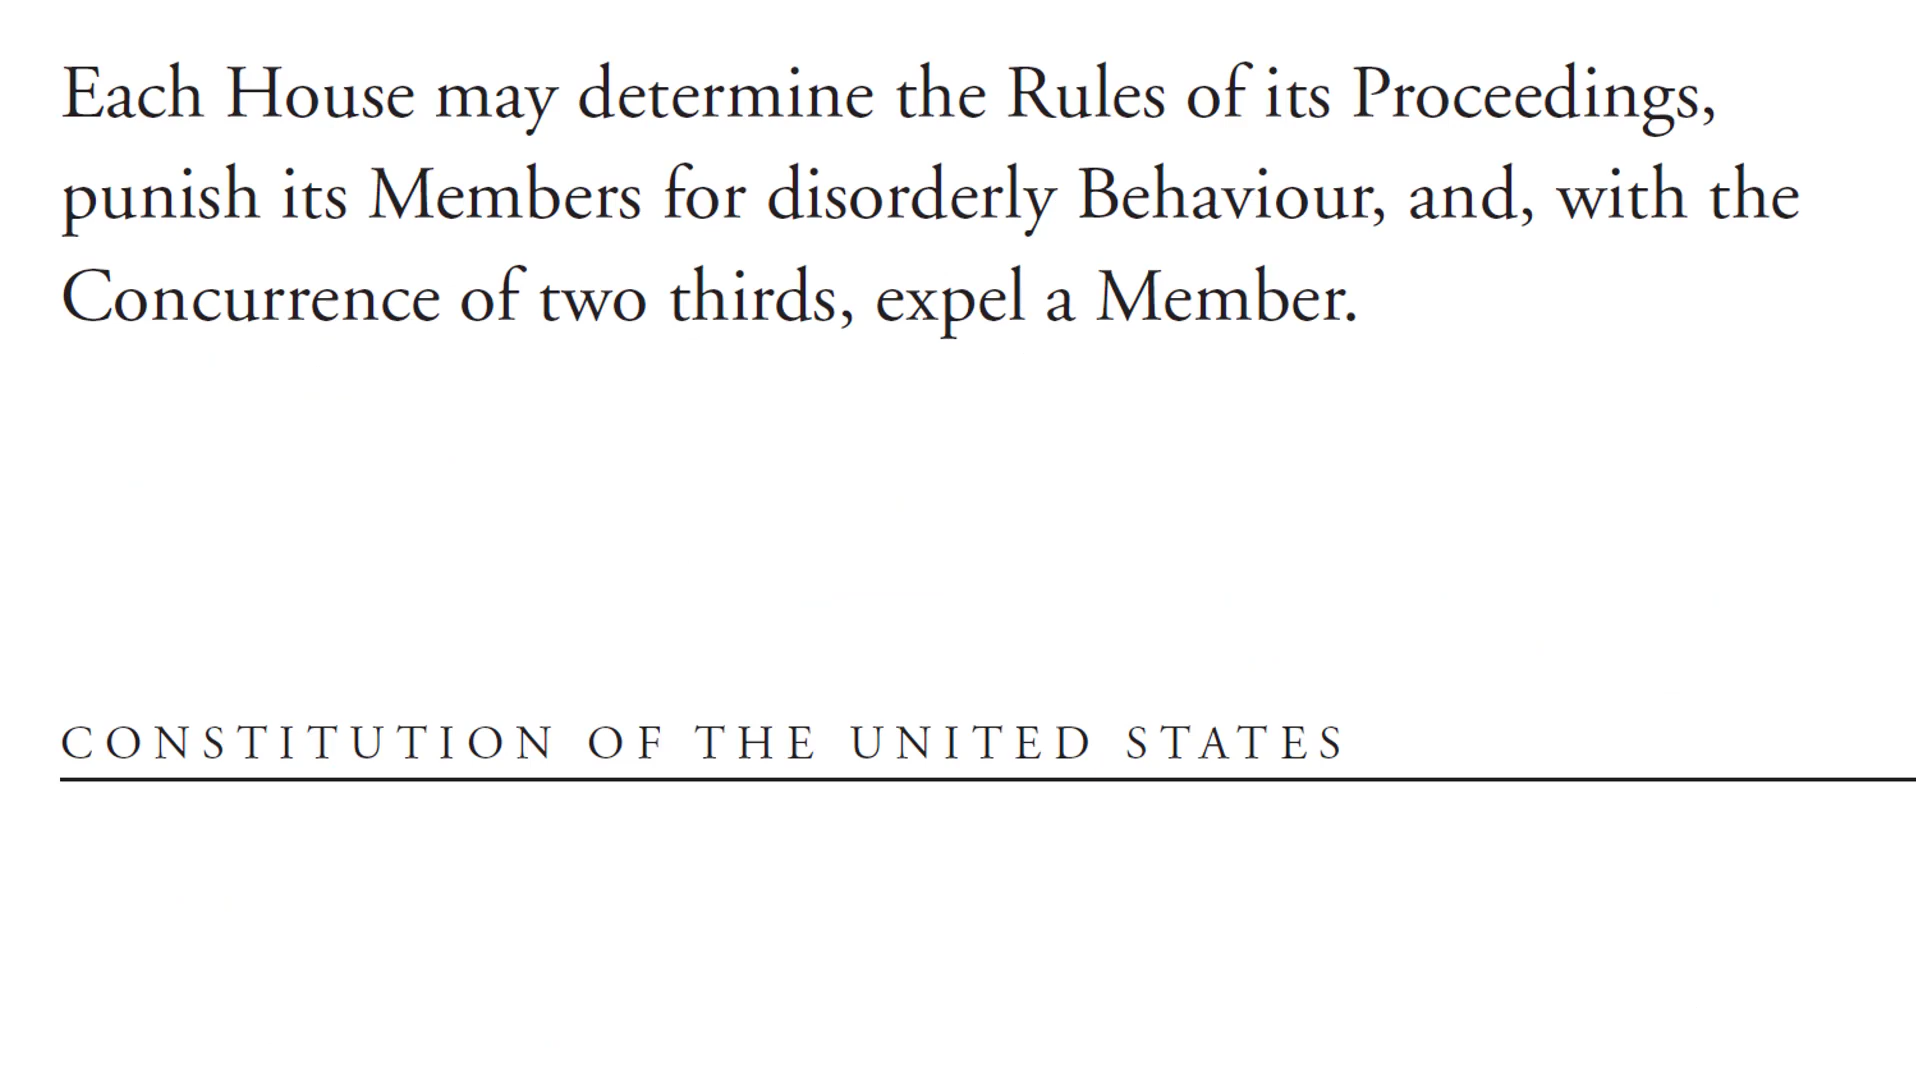 Each House may determine the Rules of its Proceedings,
punish its Members for disorderly Behaviour, and, with the
Concurrence of two thirds, expel a Member.
CONSTITUTION OF THE UNITED STATES